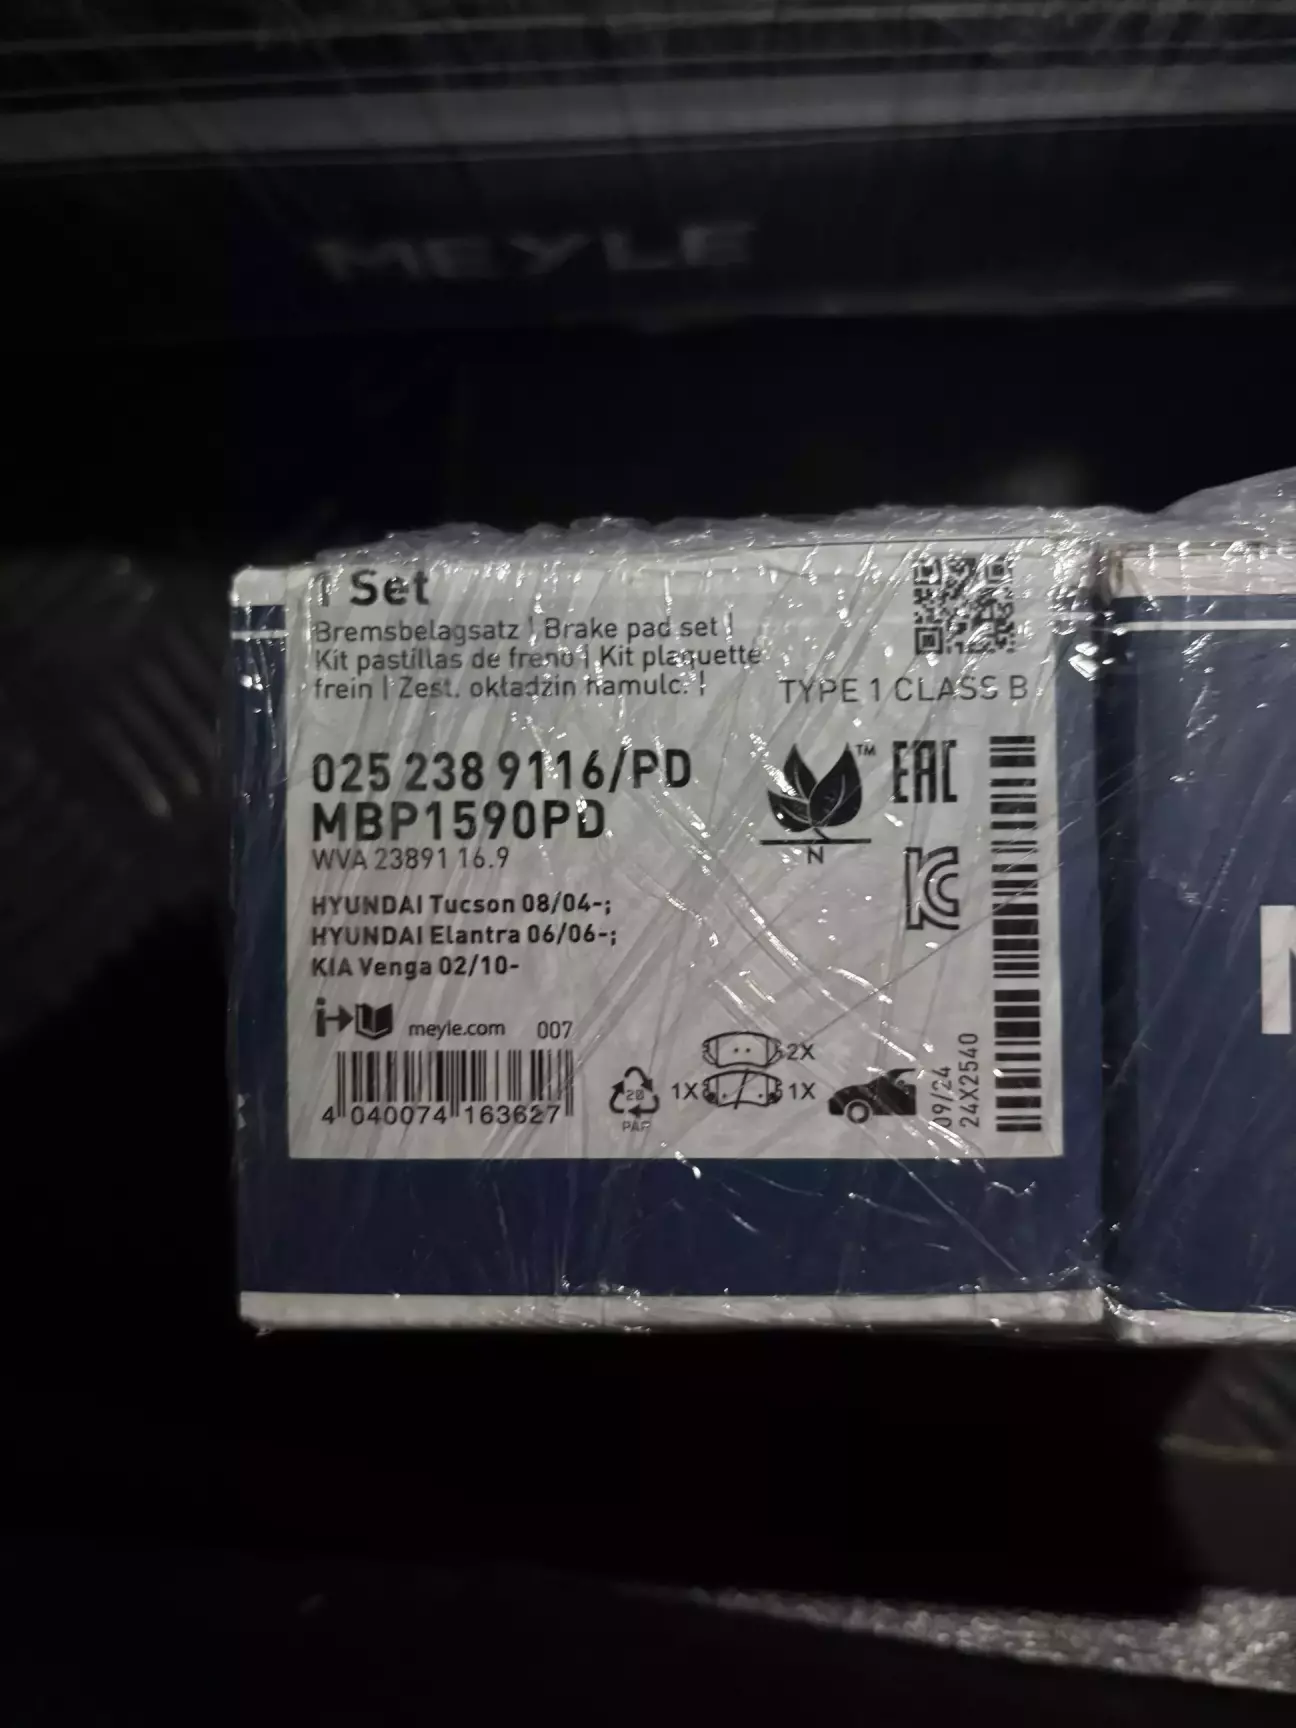 MEYLE
1 Set
Bremsbelagsatz | Brake pad set |
Kit pastillas de freno | Kit plaquette
frein | Zest. okładzin hamulc. |
TYPE 1 CLASS B
025 238 9116/PD
MBP1590PD
WVA 23891 16.9
™
EAC
N
HYUNDAI Tucson 08/04-;
HYUNDAI Elantra 06/06-;
KIA Venga 02/10-
meyle.com 007
4 040074 163627
20
PAP
2X
1X 1X
09/24
24X2540